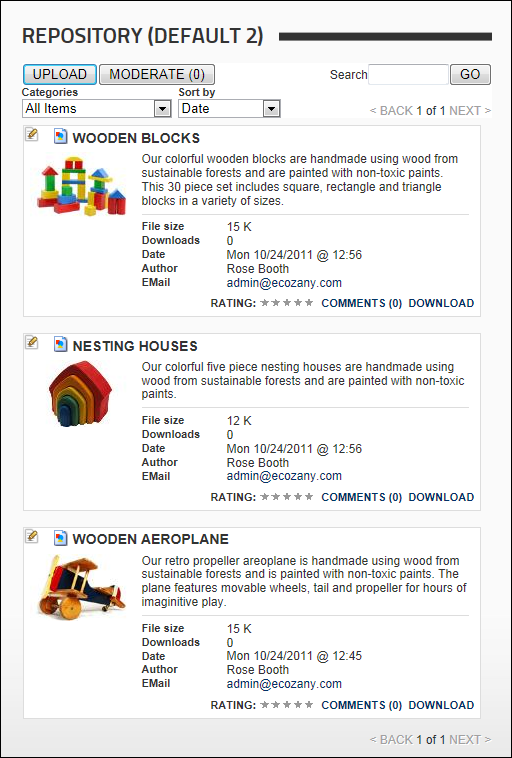 REPOSITORY (DEFAULT 2)
UPLOAD MODERATE (0) Search GO
Categories Sort by
All Items Date < BACK 1 of 1 NEXT >
WOODEN BLOCKS
Our colorful wooden blocks are handmade using wood from
sustainable forests and are painted with non-toxic paints.
This 30 piece set includes square, rectangle and triangle
blocks in a variety of sizes.
File size 15 K
Downloads 0
Date Mon 10/24/2011 @ 12:56
Author Rose Booth
EMail admin@ecozany.com
RATING: COMMENTS (0) DOWNLOAD
NESTING HOUSES
Our colorful five piece nesting houses are handmade using
wood from sustainable forests and are painted with non-toxic
paints.
File size 12 K
Downloads 0
Date Mon 10/24/2011 @ 12:56
Author Rose Booth
EMail admin@ecozany.com
RATING: COMMENTS (0) DOWNLOAD
WOODEN AEROPLANE
Our retro propeller areoplane is handmade using wood from
sustainable forests and is painted with non-toxic paints. The
plane features movable wheels, tail and propeller for hours of
imaginitive play.
File size 15 K
Downloads 0
Date Mon 10/24/2011 @ 12:45
Author Rose Booth
EMail admin@ecozany.com
RATING: COMMENTS (0) DOWNLOAD
< BACK 1 of 1 NEXT >